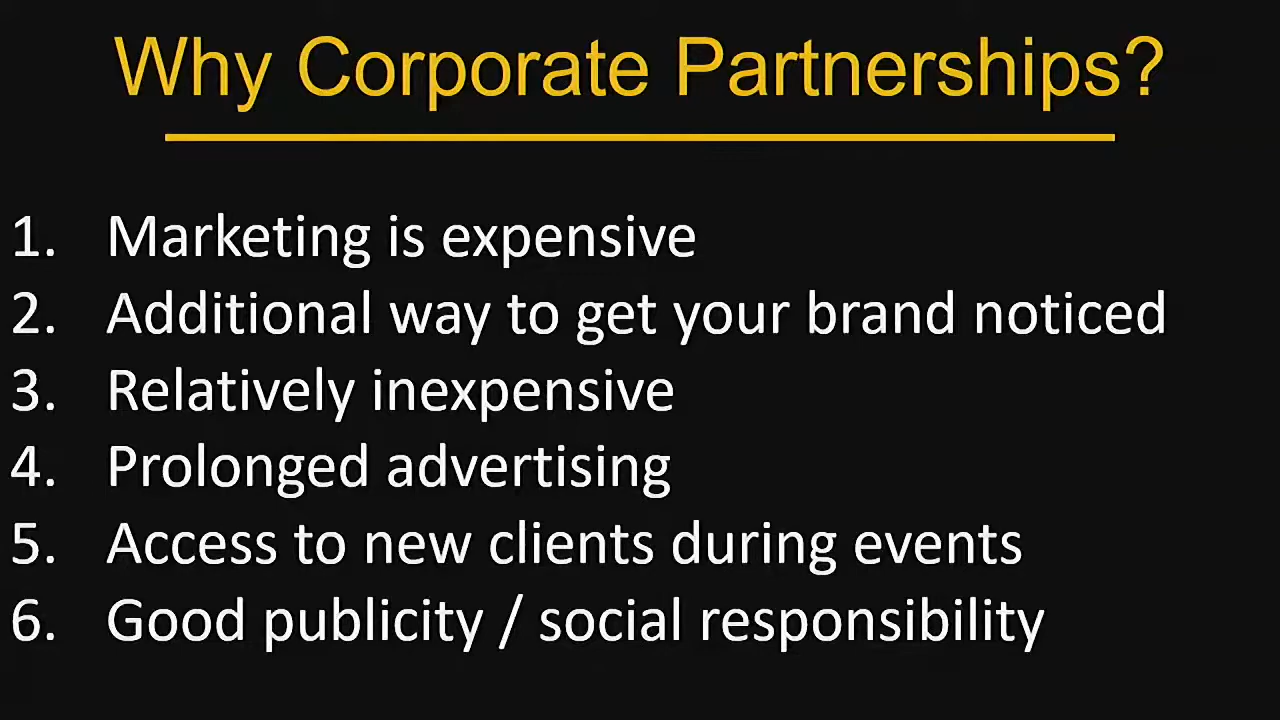 Why Corporate Partnerships?
1. Marketing is expensive
2. Additional way to get your brand noticed
3. Relatively inexpensive
4. Prolonged advertising
5. Access to new clients during events
6. Good publicity / social responsibility